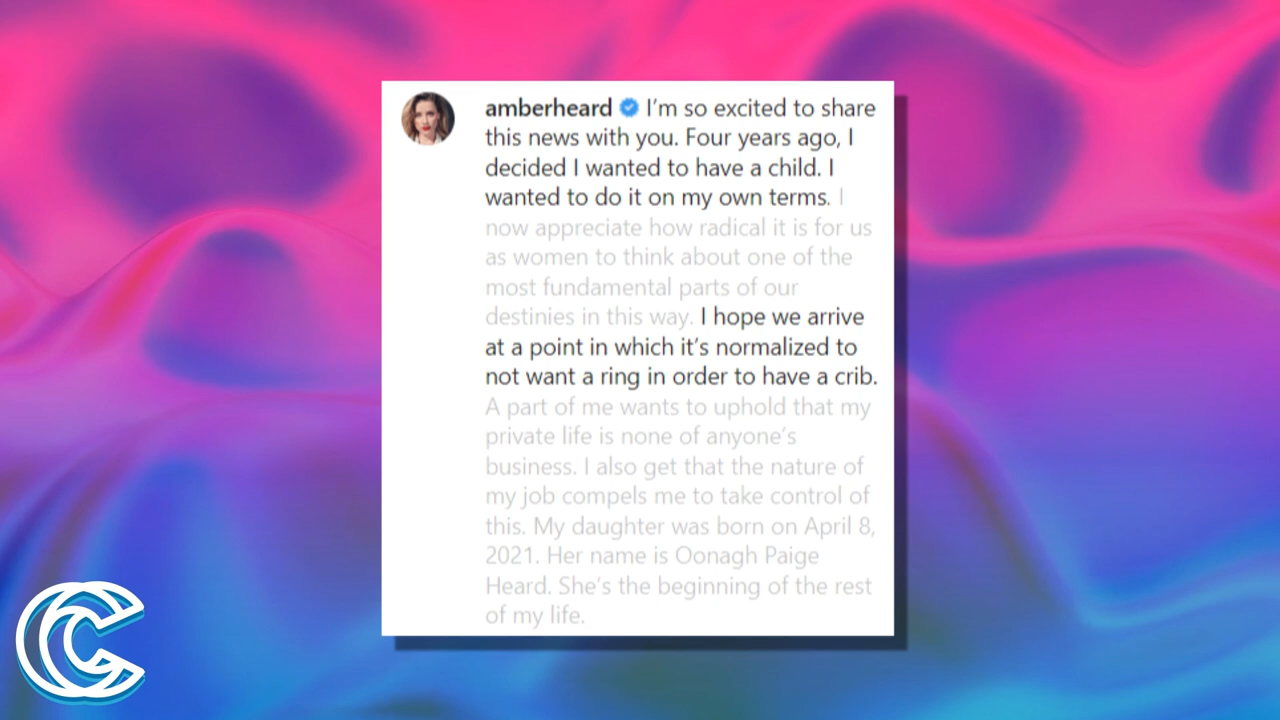 amberheard I'm so excited to share
this news with you. Four years ago, I
decided I wanted to have a child. I
wanted to do it on my own terms. I
now appreciate how radical it is for us
as women to think about one of the
most fundamental parts of our
destinies in this way. I hope we arrive
at a point in which it's normalized to
not want a ring in order to have a crib.
A part of me wants to uphold that my
private life is none of anyone's
business. I also get that the nature of
my job compels me to take control of
this. My daughter was born on April 8,
2021. Her name is Oonagh Paige
Heard. She's the beginning of the rest
of my life.